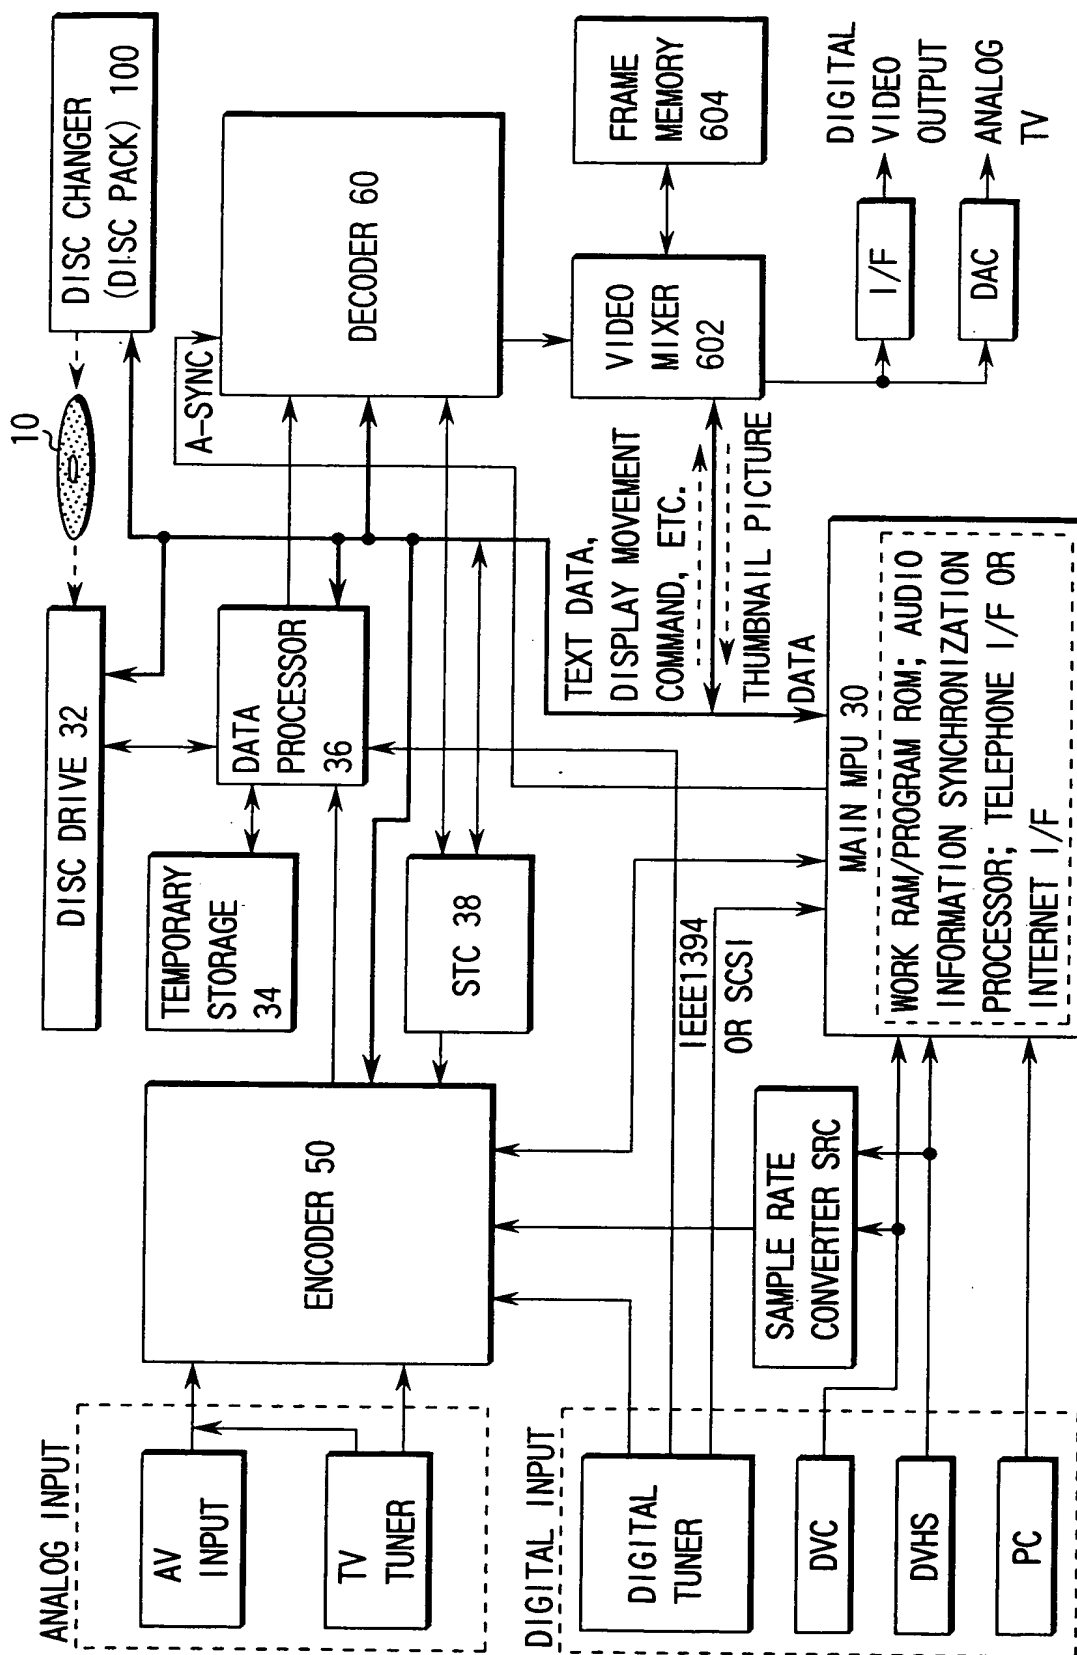 ANALOG INPUT
AV
INPUT
TV
TUNER
DIGITAL INPUT
DIGITAL
TUNER
DVC
DVHS
PC
ENCODER 50
SAMPLE RATE
CONVERTER SRC
IEEE1394
OR SCSI
DISC DRIVE 32
TEMPORARY
STORAGE
34
DATA
PROCESSOR
36
STC 38
MAIN MPU 30
WORK RAM/PROGRAM ROM; AUDIO
INFORMATION SYNCHRONIZATION
PROCESSOR; TELEPHONE I/F OR
INTERNET I/F
10
DISC CHANGER
(DISC PACK) 100
A-SYNC
DECODER 60
TEXT DATA,
DISPLAY MOVEMENT
COMMAND, ETC.
THUMBNAIL PICTURE
DATA
VIDEO
MIXER
602
FRAME
MEMORY
604
I/F
DAC
DIGITAL
VIDEO
OUTPUT
ANALOG
TV